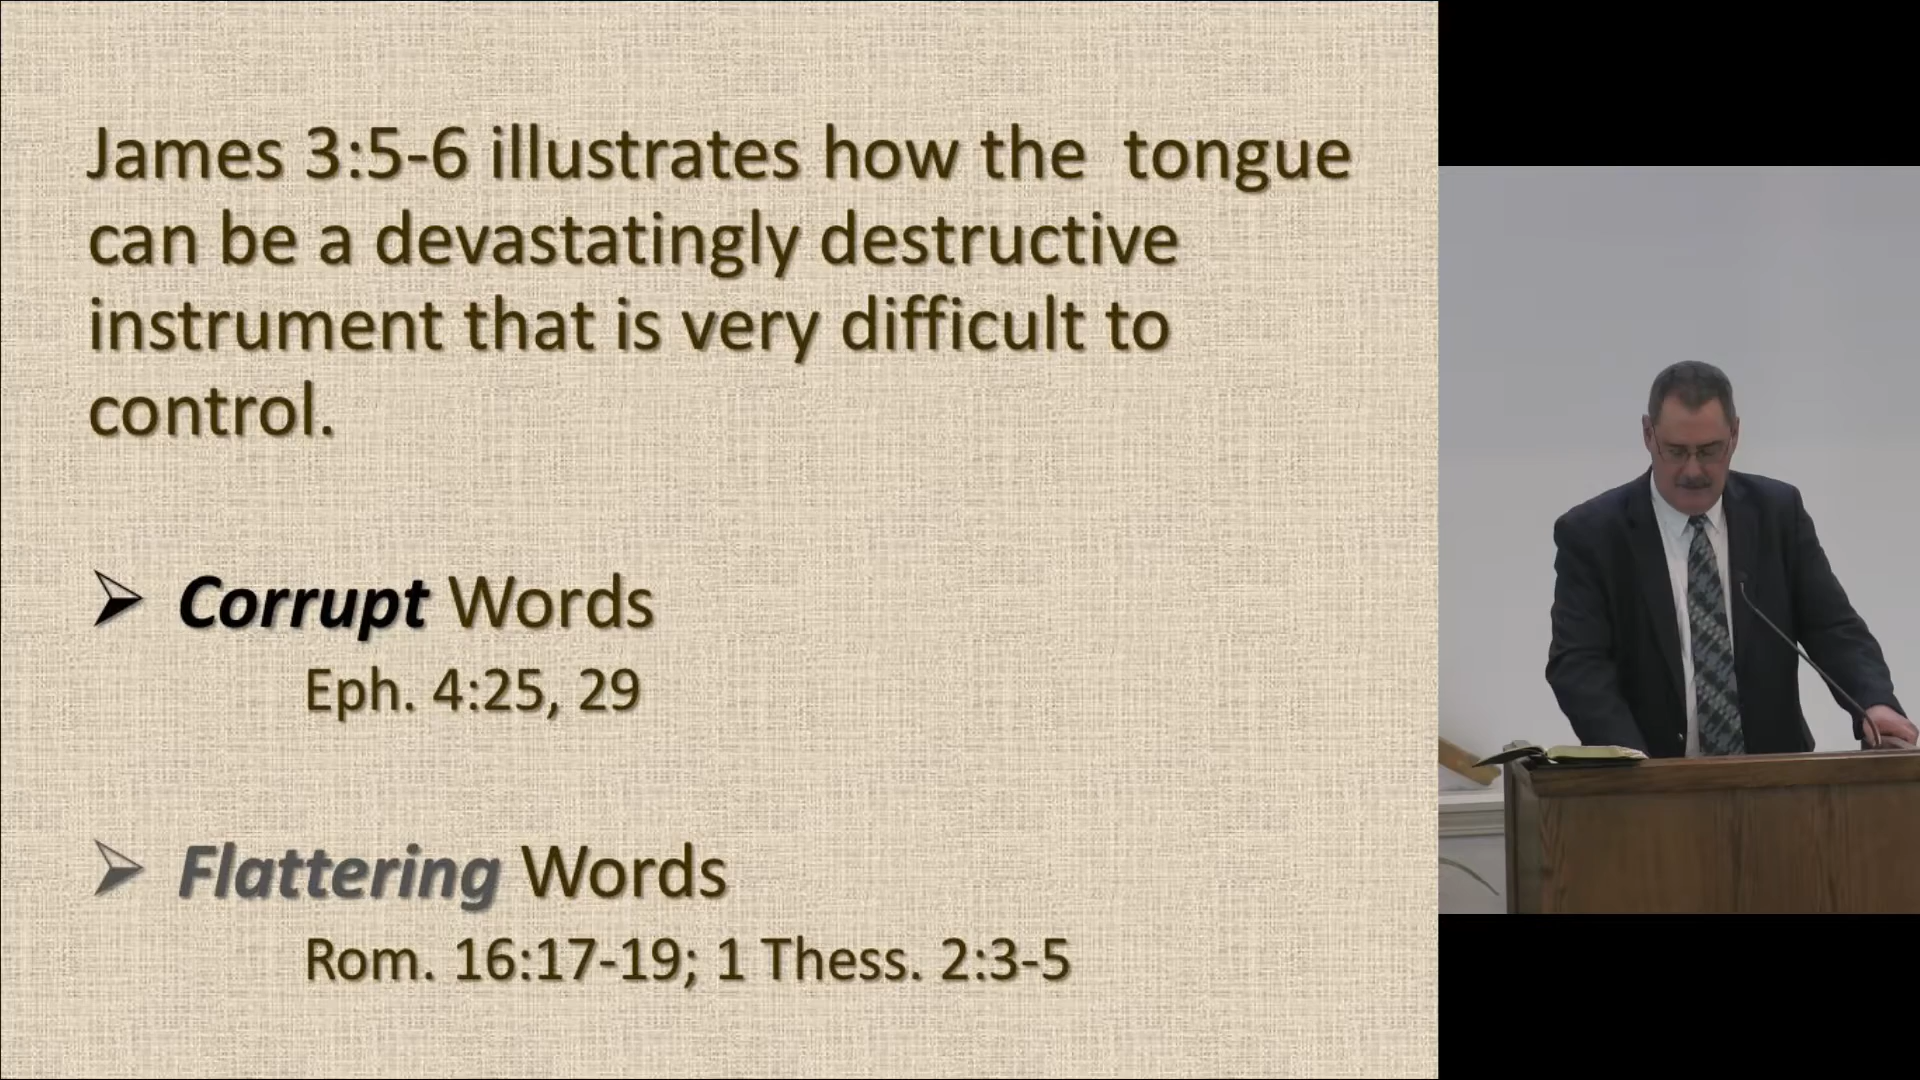 James 3:5-6 illustrates how the  tongue
can be a devastatingly destructive
instrument that is very difficult to
control.
➢ Corrupt Words
Eph. 4:25, 29
➢ Flattering Words
Rom. 16:17-19; 1 Thess. 2:3-5